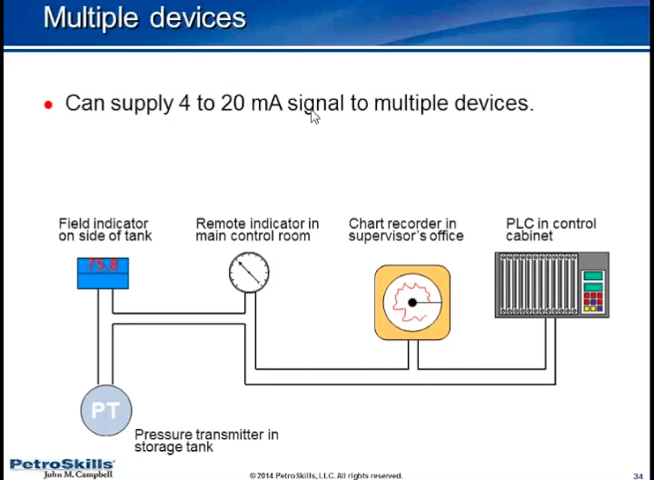 Multiple devices
Can supply 4 to 20 mA signal to multiple devices.
Field indicator
on side of tank
Remote indicator in
main control room
Chart recorder in
supervisor's office
PLC in control
cabinet
75.8
PT
Pressure transmitter in
storage tank
PetroSkills
John M. Campbell
© 2014 PetroSkills, LLC. All rights reserved.
34